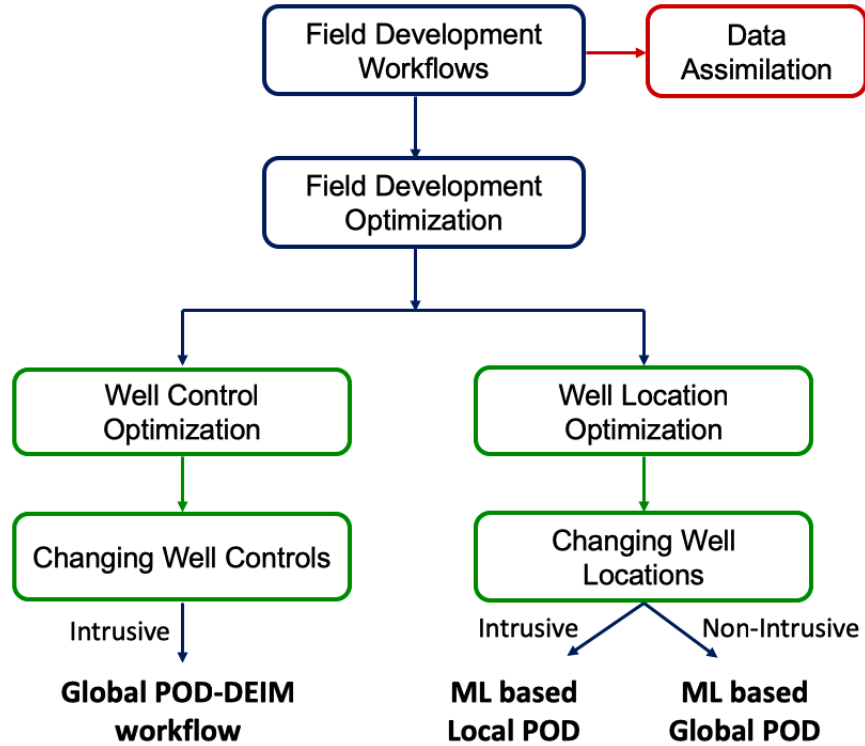 Field Development
Workflows
Data
Assimilation
Field Development
Optimization
Well Control
Optimization
Well Location
Optimization
Changing Well Controls
Changing Well
Locations
Intrusive
Intrusive
Non-Intrusive
Global POD-DEIM
workflow
ML based
Local POD
ML based
Global POD